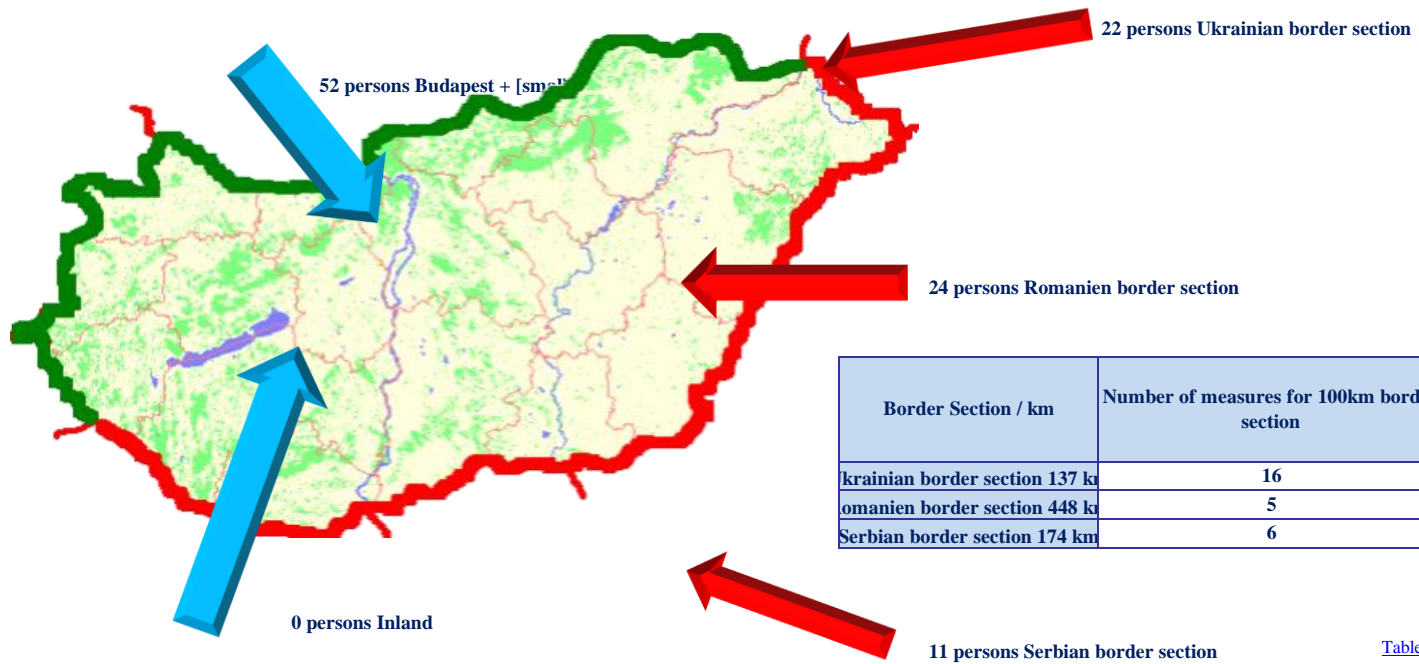 22 persons Ukrainian border section
52 persons Budapest + [smal
24 persons Romanien border section
Border Section / km
Number of measures for 100km bord
section
krainian border section 137 k
16
omanien border section 448 k
5
Serbian border section 174 km
6
0 persons Inland
11 persons Serbian border section
Table